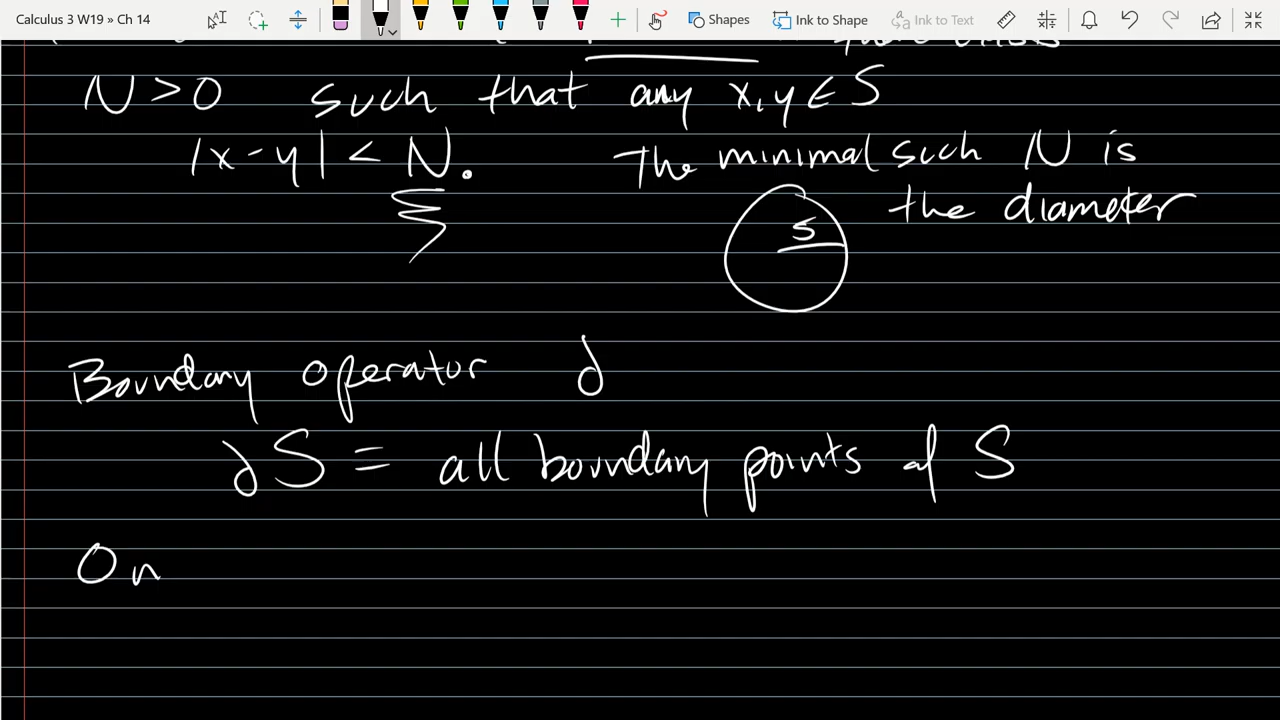 Calculus 3 W19 » Ch 14
Shapes
Ink to Shape
Ink to Text
N > 0 such that any x, y ∈ S
|x - y| < N. The minimal such N is
the diameter
S
Boundary operator ∂
∂S = all boundary points of S
On